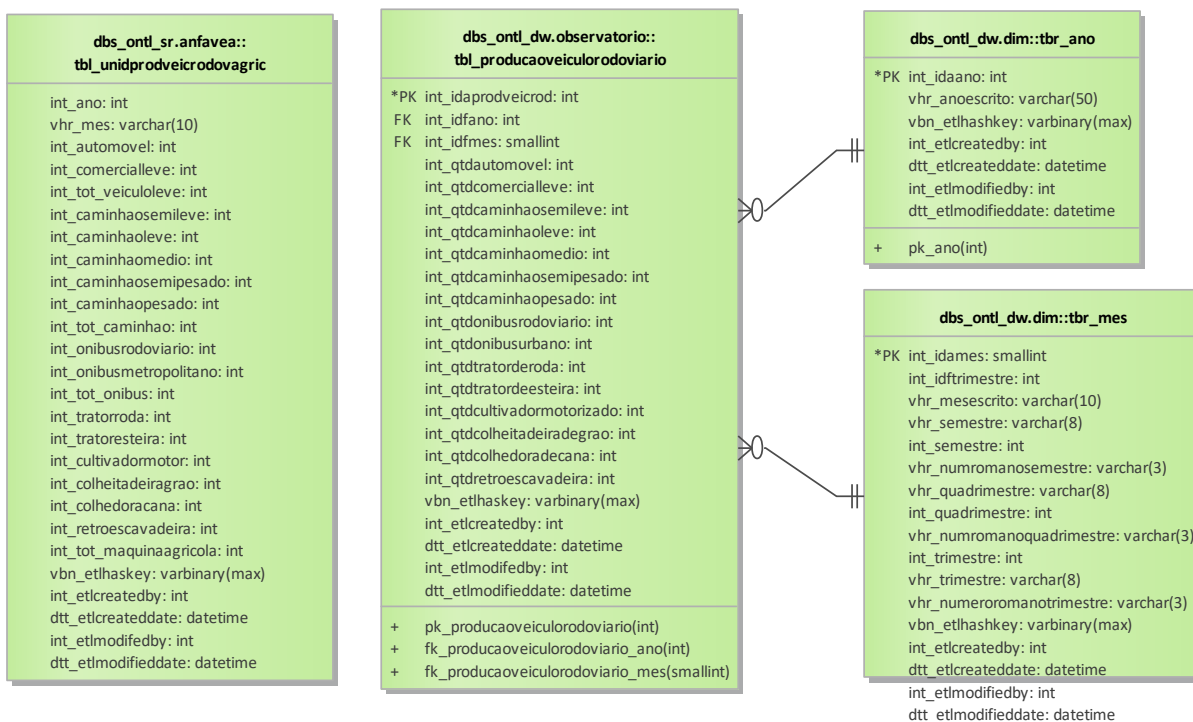 dbs_ontl_sr.anfavea::
tbl_unidprodveicrodovagric
int_ano: int
vhr_mes: varchar(10)
int_automovel: int
int_comercialleve: int
int_tot_veiculoleve: int
int_caminhaosemileve: int
int_caminhaoleve: int
int_caminhaomedio: int
int_caminhaosemipesado: int
int_caminhaopesado: int
int_tot_caminhao: int
int_onibusrodoviario: int
int_onibusmetropolitano: int
int_tot_onibus: int
int_tratorroda: int
int_tratoresteira: int
int_cultivadormotor: int
int_colheitadeiragrao: int
int_colhedoracana: int
int_retroescavadeira: int
int_tot_maquinaagricola: int
vbn_etlhaskey: varbinary(max)
int_etlcreatedby: int
dtt_etlcreateddate: datetime
int_etlmodifedby: int
dtt_etlmodifieddate: datetime
dbs_ontl_dw.observatorio::
tbl_producaoveiculorodoviario
*PK int_idaprodveicrod: int
FK int_idfano: int
FK int_idfmes: smallint
int_qtdautomovel: int
int_qtdcomercialleve: int
int_qtdcaminhaosemileve: int
int_qtdcaminhaoleve: int
int_qtdcaminhaomedio: int
int_qtdcaminhaosemipesado: int
int_qtdcaminhaopesado: int
int_qtdonibusrodoviario: int
int_qtdonibusurbano: int
int_qtdtratorderoda: int
int_qtdtratordeesteira: int
int_qtdcultivadormotorizado: int
int_qtdcolheitadeiradegrao: int
int_qtdcolhedoradecana: int
int_qtdretroescavadeira: int
vbn_etlhaskey: varbinary(max)
int_etlcreatedby: int
dtt_etlcreateddate: datetime
int_etlmodifedby: int
dtt_etlmodifieddate: datetime
+ pk_producaoveiculorodoviario(int)
+ fk_producaoveiculorodoviario_ano(int)
+ fk_producaoveiculorodoviario_mes(smallint)
dbs_ontl_dw.dim::tbr_ano
*PK int_idaano: int
vhr_anoescrito: varchar(50)
vbn_etlhashkey: varbinary(max)
int_etlcreatedby: int
dtt_etlcreateddate: datetime
int_etlmodifiedby: int
dtt_etlmodifieddate: datetime
+ pk_ano(int)
dbs_ontl_dw.dim::tbr_mes
*PK int_idames: smallint
int_idftrimestre: int
vhr_mesescrito: varchar(10)
vhr_semestre: varchar(8)
int_semestre: int
vhr_numromanosemestre: varchar(3)
vhr_quadrimestre: varchar(8)
int_quadrimestre: int
vhr_numromanoquadrimestre: varchar(3)
int_trimestre: int
vhr_trimestre: varchar(8)
vhr_numeroromanotrimestre: varchar(3)
vbn_etlhashkey: varbinary(max)
int_etlcreatedby: int
dtt_etlcreateddate: datetime
int_etlmodifiedby: int
dtt_etlmodifieddate: datetime